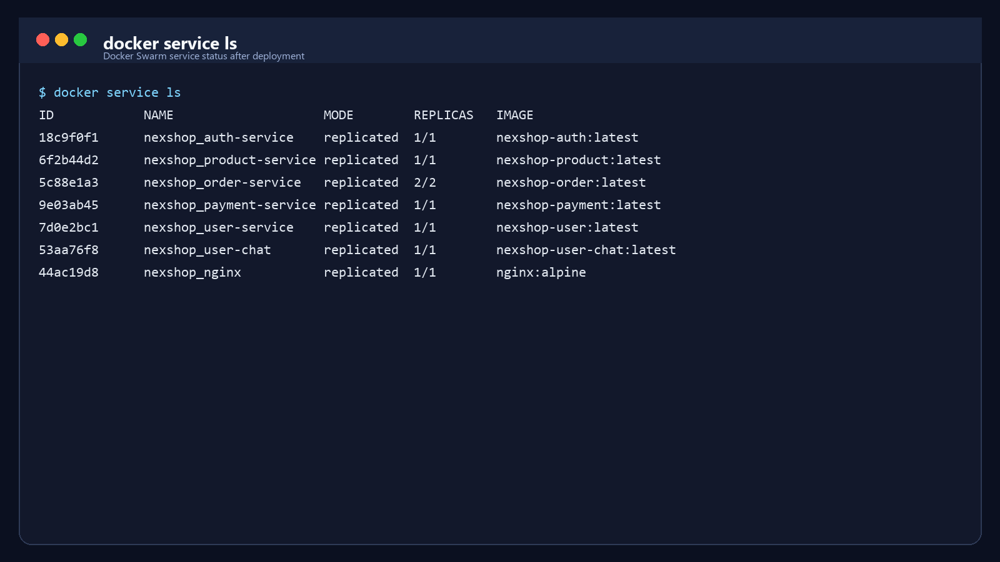 docker service ls
Docker Swarm service status after deployment
$ docker service ls
ID            NAME                    MODE        REPLICAS   IMAGE
18c9f0f1      nexshop_auth-service    replicated  1/1        nexshop-auth:latest
6f2b44d2      nexshop_product-service replicated  1/1        nexshop-product:latest
5c88e1a3      nexshop_order-service   replicated  2/2        nexshop-order:latest
9e03ab45      nexshop_payment-service replicated  1/1        nexshop-payment:latest
7d0e2bc1      nexshop_user-service    replicated  1/1        nexshop-user:latest
53aa76f8      nexshop_user-chat       replicated  1/1        nexshop-user-chat:latest
44ac19d8      nexshop_nginx           replicated  1/1        nginx:alpine